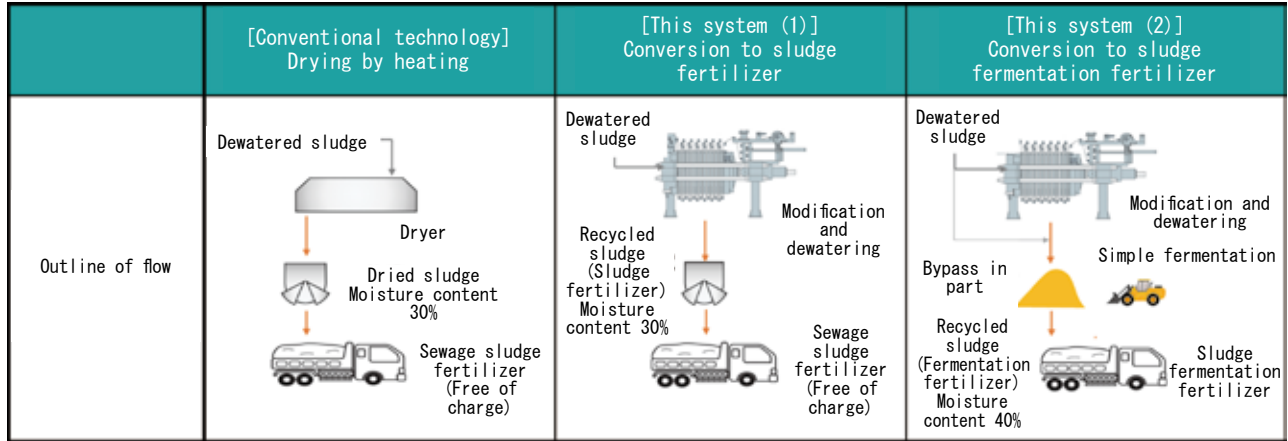 [Conventional technology]
Drying by heating
[This system (1)]
Conversion to sludge
fertilizer
[This system (2)]
Conversion to sludge
fermentation fertilizer
Outline of flow
Dewatered sludge
Dryer
Dried sludge
Moisture content
30%
Sewage sludge
fertilizer
(Free of
charge)
Dewatered
sludge
Modification
and
dewatering
Recycled
sludge
(Sludge
fertilizer)
Moisture
content 30%
Sewage
sludge
fertilizer
(Free of
charge)
Dewatered
sludge
Modification and
dewatering
Simple fermentation
Bypass in
part
Recycled
sludge
(Fermentation
fertilizer)
Moisture
content 40%
Sludge
fermentation
fertilizer